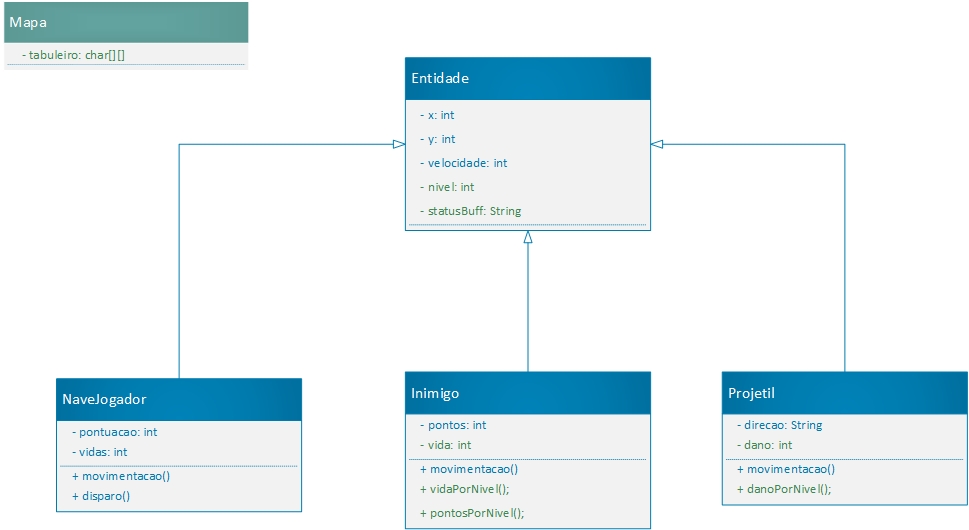 Mapa
- tabuleiro: char[][]
Entidade
- x: int
- y: int
- velocidade: int
- nivel: int
- statusBuff: String
NaveJogador
- pontuacao: int
- vidas: int
+ movimentacao()
+ disparo()
Inimigo
- pontos: int
- vida: int
+ movimentacao()
+ vidaPorNivel();
+ pontosPorNivel();
Projetil
- direcao: String
- dano: int
+ movimentacao()
+ danoPorNivel();